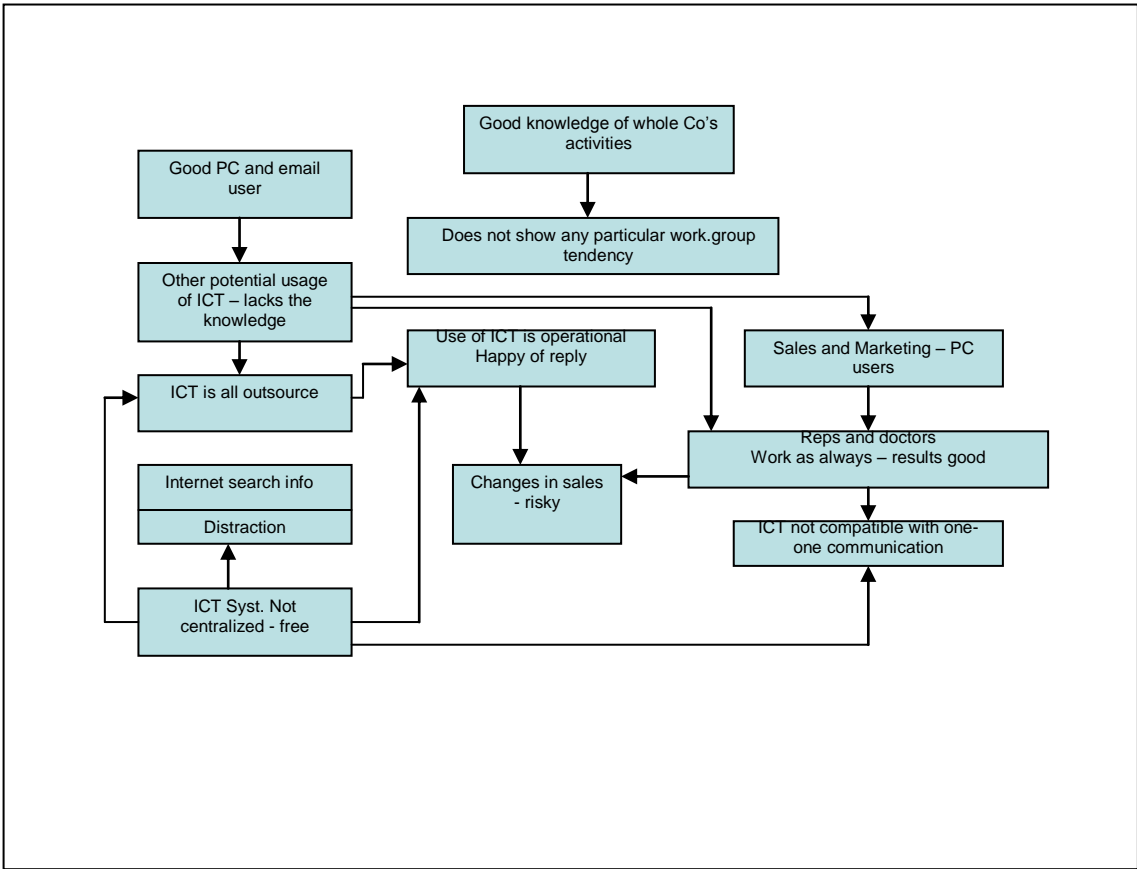 Good knowledge of whole Co's
activities
Good PC and email
user
Does not show any particular work.group
tendency
Other potential usage
of ICT – lacks the
knowledge
Use of ICT is operational
Happy of reply
Sales and Marketing – PC
users
ICT is all outsource
Reps and doctors
Work as always – results good
Internet search info
Distraction
Changes in sales
- risky
ICT not compatible with one-
one communication
ICT Syst. Not
centralized - free